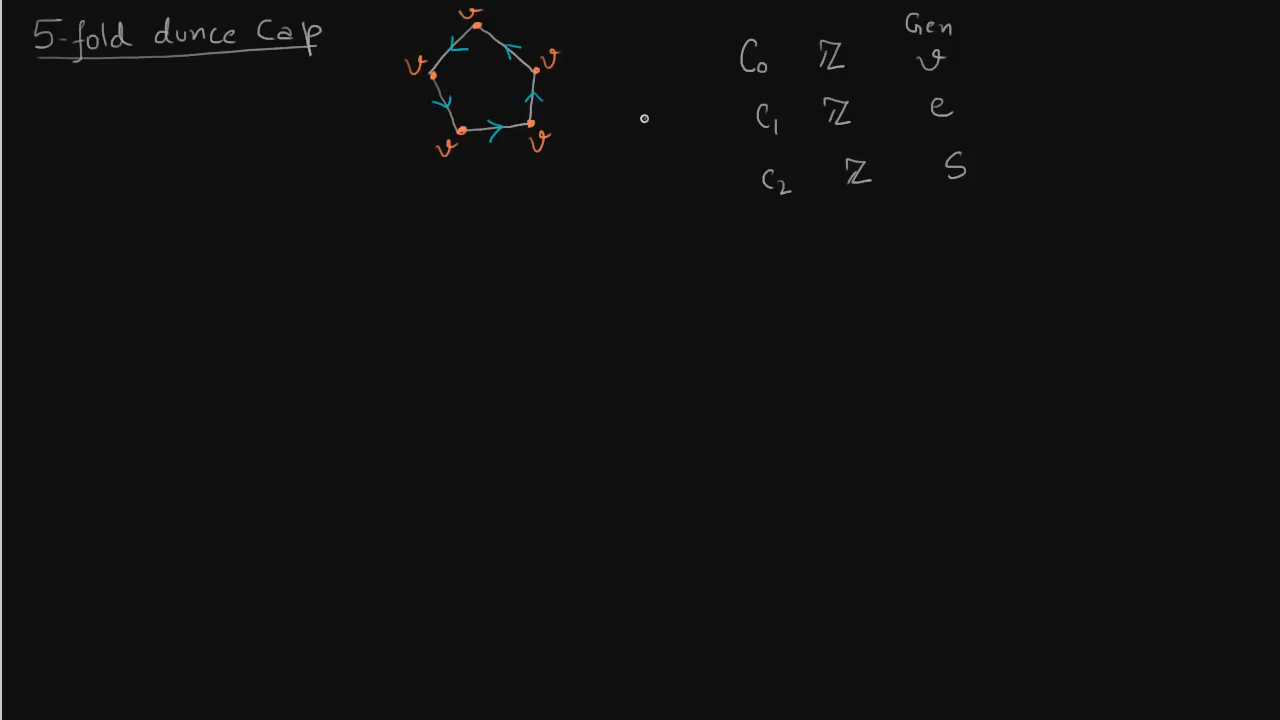 5-fold dunce Cap
v
v
v
v
v
Gen
C₀ ℤ v
C₁ ℤ e
C₂ ℤ S